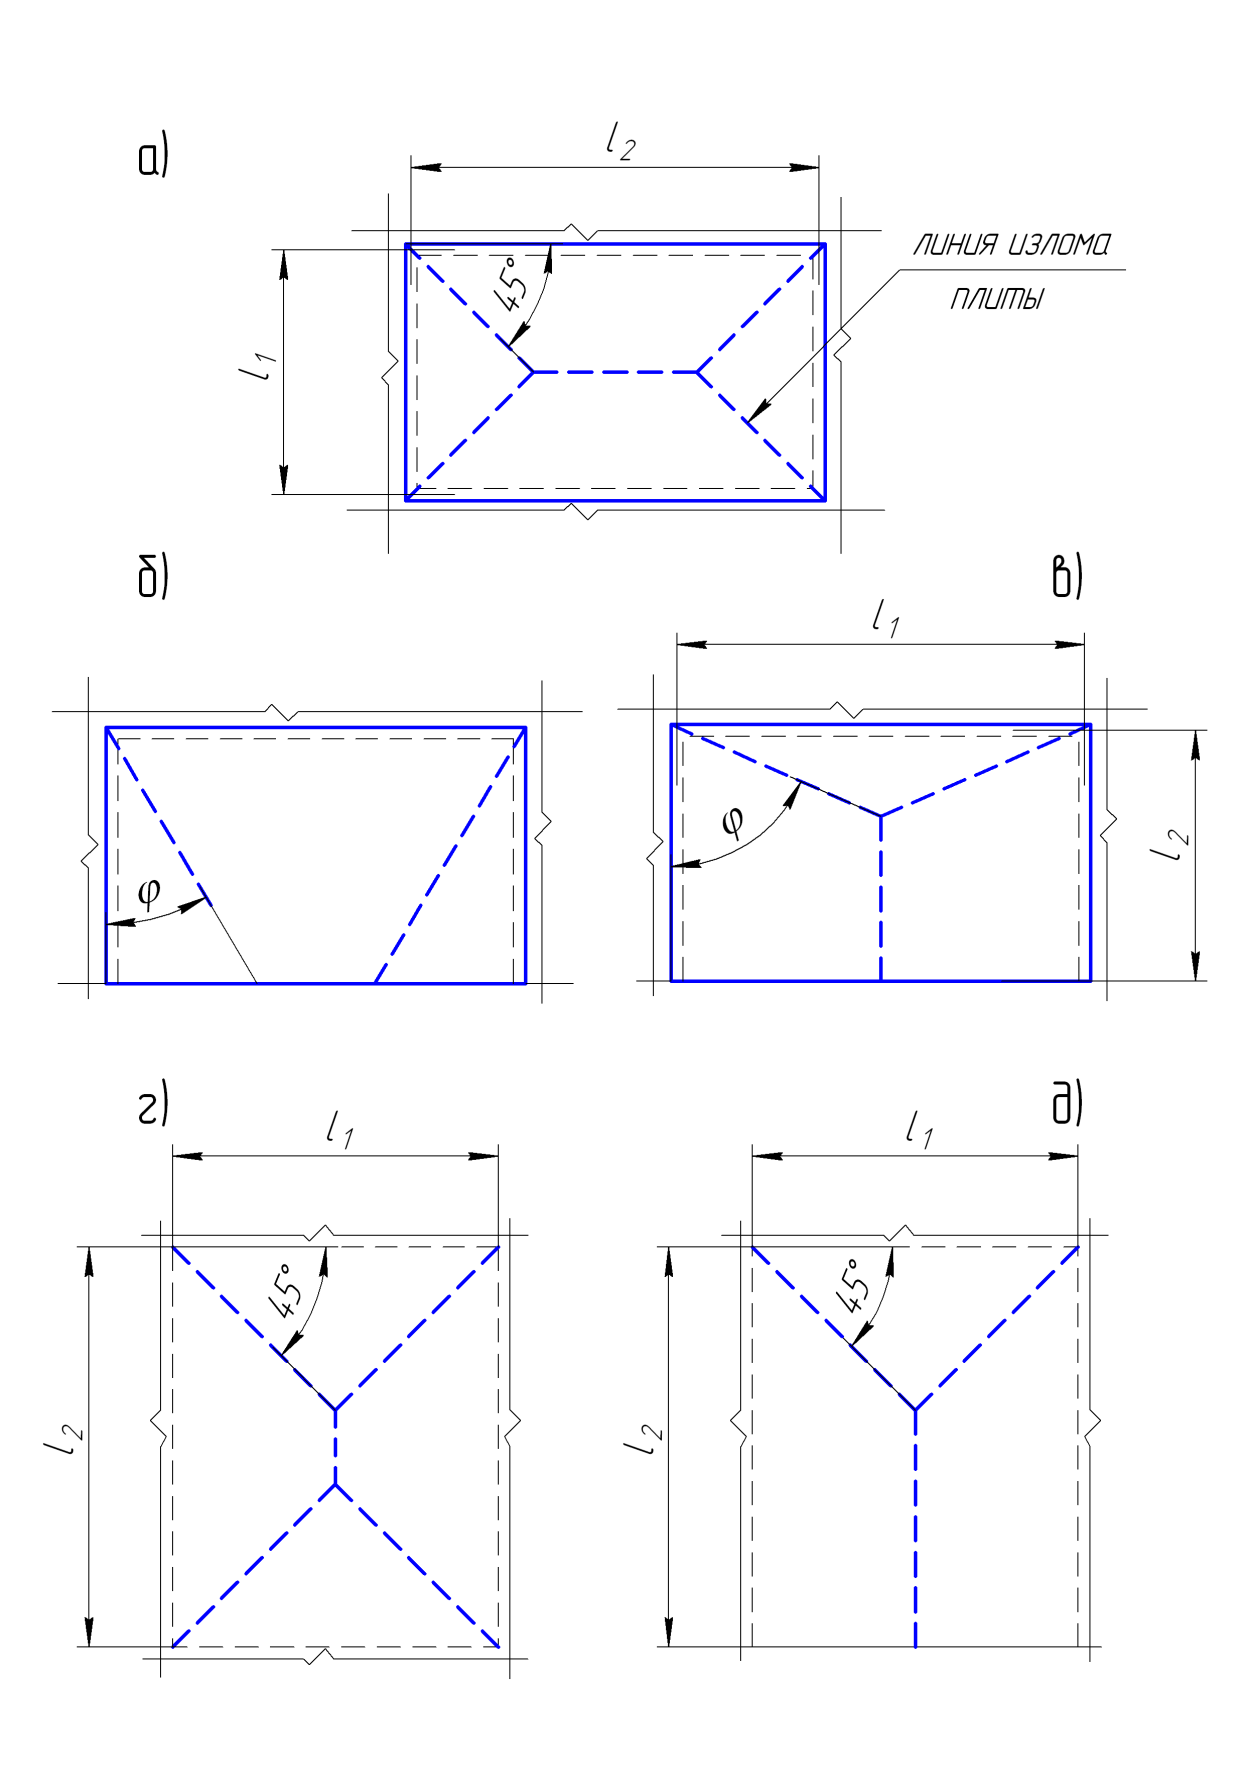 а)
l2
45°
линия излома
плиты
l1
б)
в)
l1
φ
φ
l2
г)
д)
l1
l1
45°
45°
l2
l2